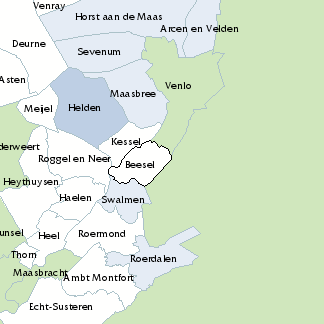 Venray
Horst aan de Maas
Arcen en Velden
Deurne
Sevenum
Asten
Venlo
Maasbree
Meijel
Helden
Kessel
derweert
Roggel en Neer
Beesel
Heythuysen
Haelen
Swalmen
unsel
Heel
Roermond
Thorn
Roerdalen
Maasbracht
Ambt Montfort
Echt-Susteren